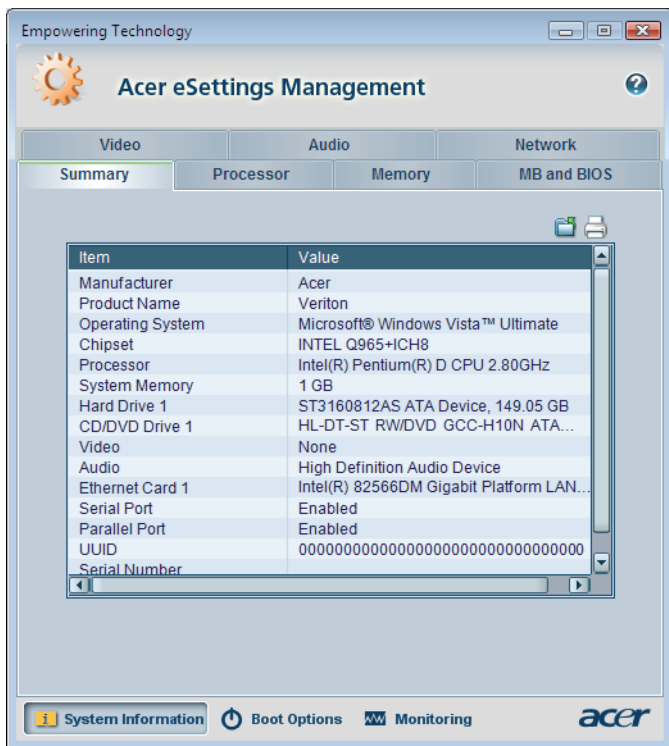 Empowering Technology
Acer eSettings Management
Video Audio Network
Summary Processor Memory MB and BIOS
Item Value
Manufacturer Acer
Product Name Veriton
Operating System Microsoft® Windows Vista™ Ultimate
Chipset INTEL Q965+ICH8
Processor Intel(R) Pentium(R) D CPU 2.80GHz
System Memory 1 GB
Hard Drive 1 ST3160812AS ATA Device, 149.05 GB
CD/DVD Drive 1 HL-DT-ST RW/DVD GCC-H10N ATA...
Video None
Audio High Definition Audio Device
Ethernet Card 1 Intel(R) 82566DM Gigabit Platform LAN...
Serial Port Enabled
Parallel Port Enabled
UUID 00000000000000000000000000000000
Serial Number
System Information Boot Options Monitoring acer